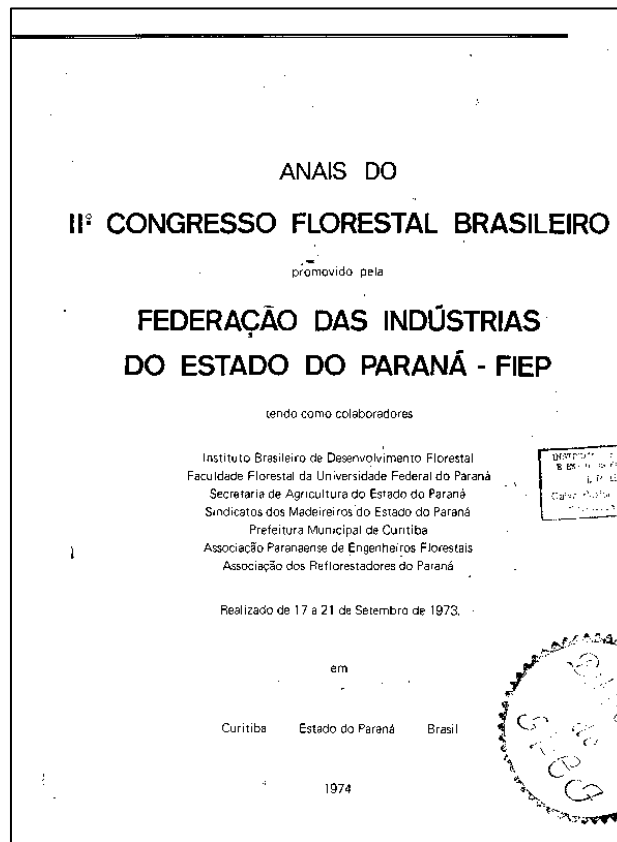 ANAIS DO
IIº CONGRESSO FLORESTAL BRASILEIRO
promovido pela
FEDERAÇÃO DAS INDÚSTRIAS
DO ESTADO DO PARANÁ - FIEP
tendo como colaboradores
Instituto Brasileiro de Desenvolvimento Florestal
Faculdade Florestal da Universidade Federal do Paraná
Secretaria de Agricultura do Estado do Paraná
Sindicatos dos Madeireiros do Estado do Paraná
Prefeitura Municipal de Curitiba
Associação Paranaense de Engenheiros Florestais
Associação dos Reflorestadores do Paraná
Realizado de 17 a 21 de Setembro de 1973.
em
Curitiba Estado do Paraná Brasil
1974